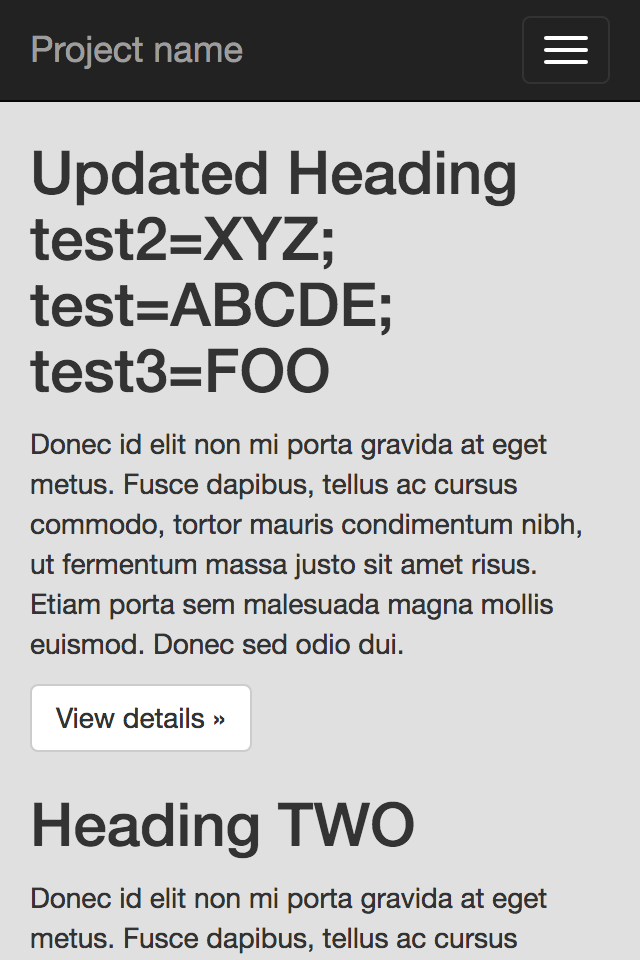 Project name
Updated Heading
test2=XYZ;
test=ABCDE;
test3=FOO
Donec id elit non mi porta gravida at eget
metus. Fusce dapibus, tellus ac cursus
commodo, tortor mauris condimentum nibh,
ut fermentum massa justo sit amet risus.
Etiam porta sem malesuada magna mollis
euismod. Donec sed odio dui.
View details »
Heading TWO
Donec id elit non mi porta gravida at eget
metus. Fusce dapibus, tellus ac cursus